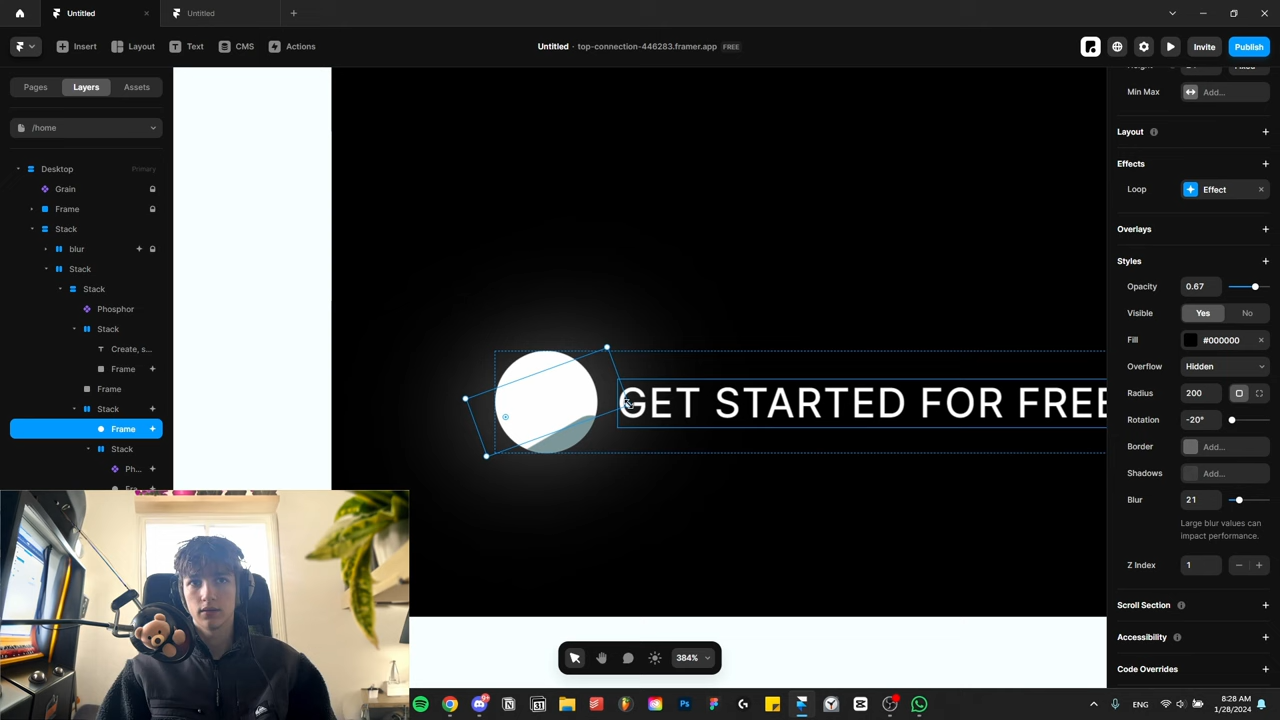 Untitled
Untitled
Insert
Layout
Text
CMS
Actions
Untitled · top-connection-446283.framer.app FREE
Invite
Publish
Pages
Layers
Assets
/home
Desktop
Primary
Grain
Frame
Stack
blur
Stack
Stack
Phosphor
Stack
Create, s...
Frame
Frame
Stack
Frame
Stack
Ph...
GET STARTED FOR FREE
Min Max
Add...
Layout
Effects
Loop
Effect
Overlays
Styles
Opacity
0.67
Visible
Yes
No
Fill
#000000
Overflow
Hidden
Radius
200
Rotation
-20°
Border
Add...
Shadows
Add...
Blur
21
Large blur values can
impact performance.
Z Index
1
Scroll Section
Accessibility
Code Overrides
384%
ENG
8:28 AM
1/28/2024